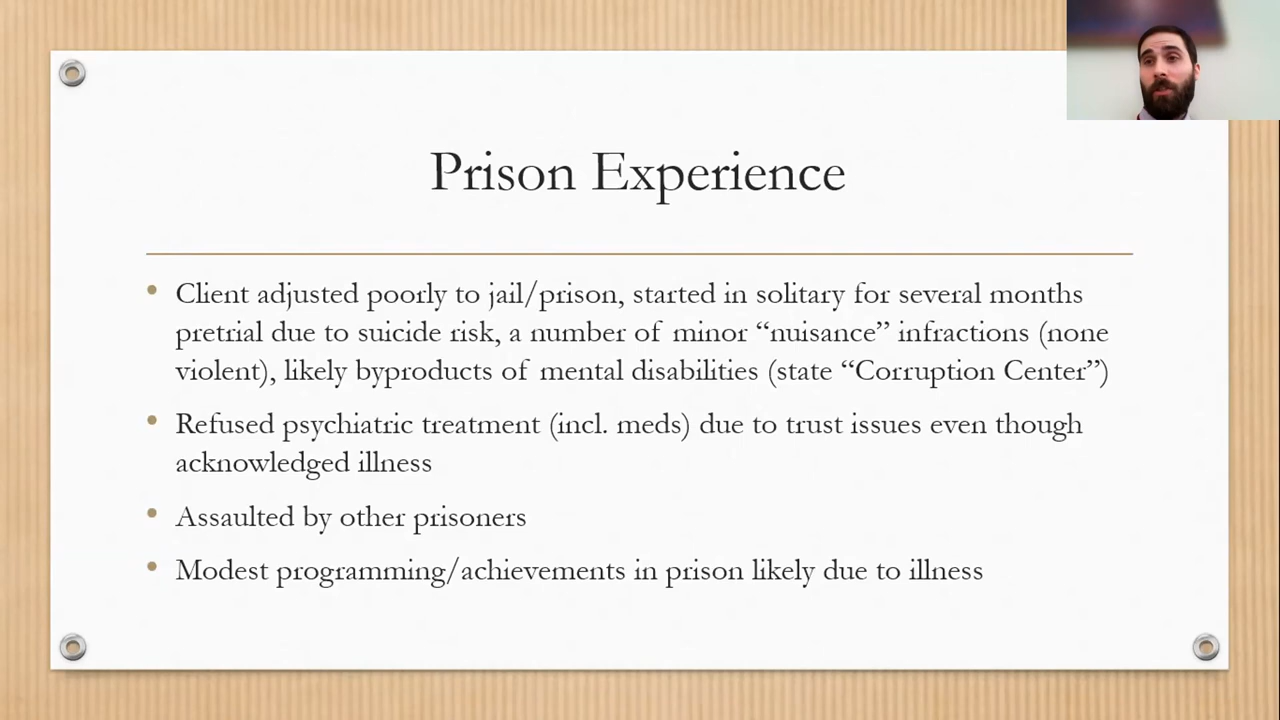 Prison Experience
• Client adjusted poorly to jail/prison, started in solitary for several months
pretrial due to suicide risk, a number of minor “nuisance” infractions (none
violent), likely byproducts of mental disabilities (state “Corruption Center”)
• Refused psychiatric treatment (incl. meds) due to trust issues even though
acknowledged illness
• Assaulted by other prisoners
• Modest programming/achievements in prison likely due to illness